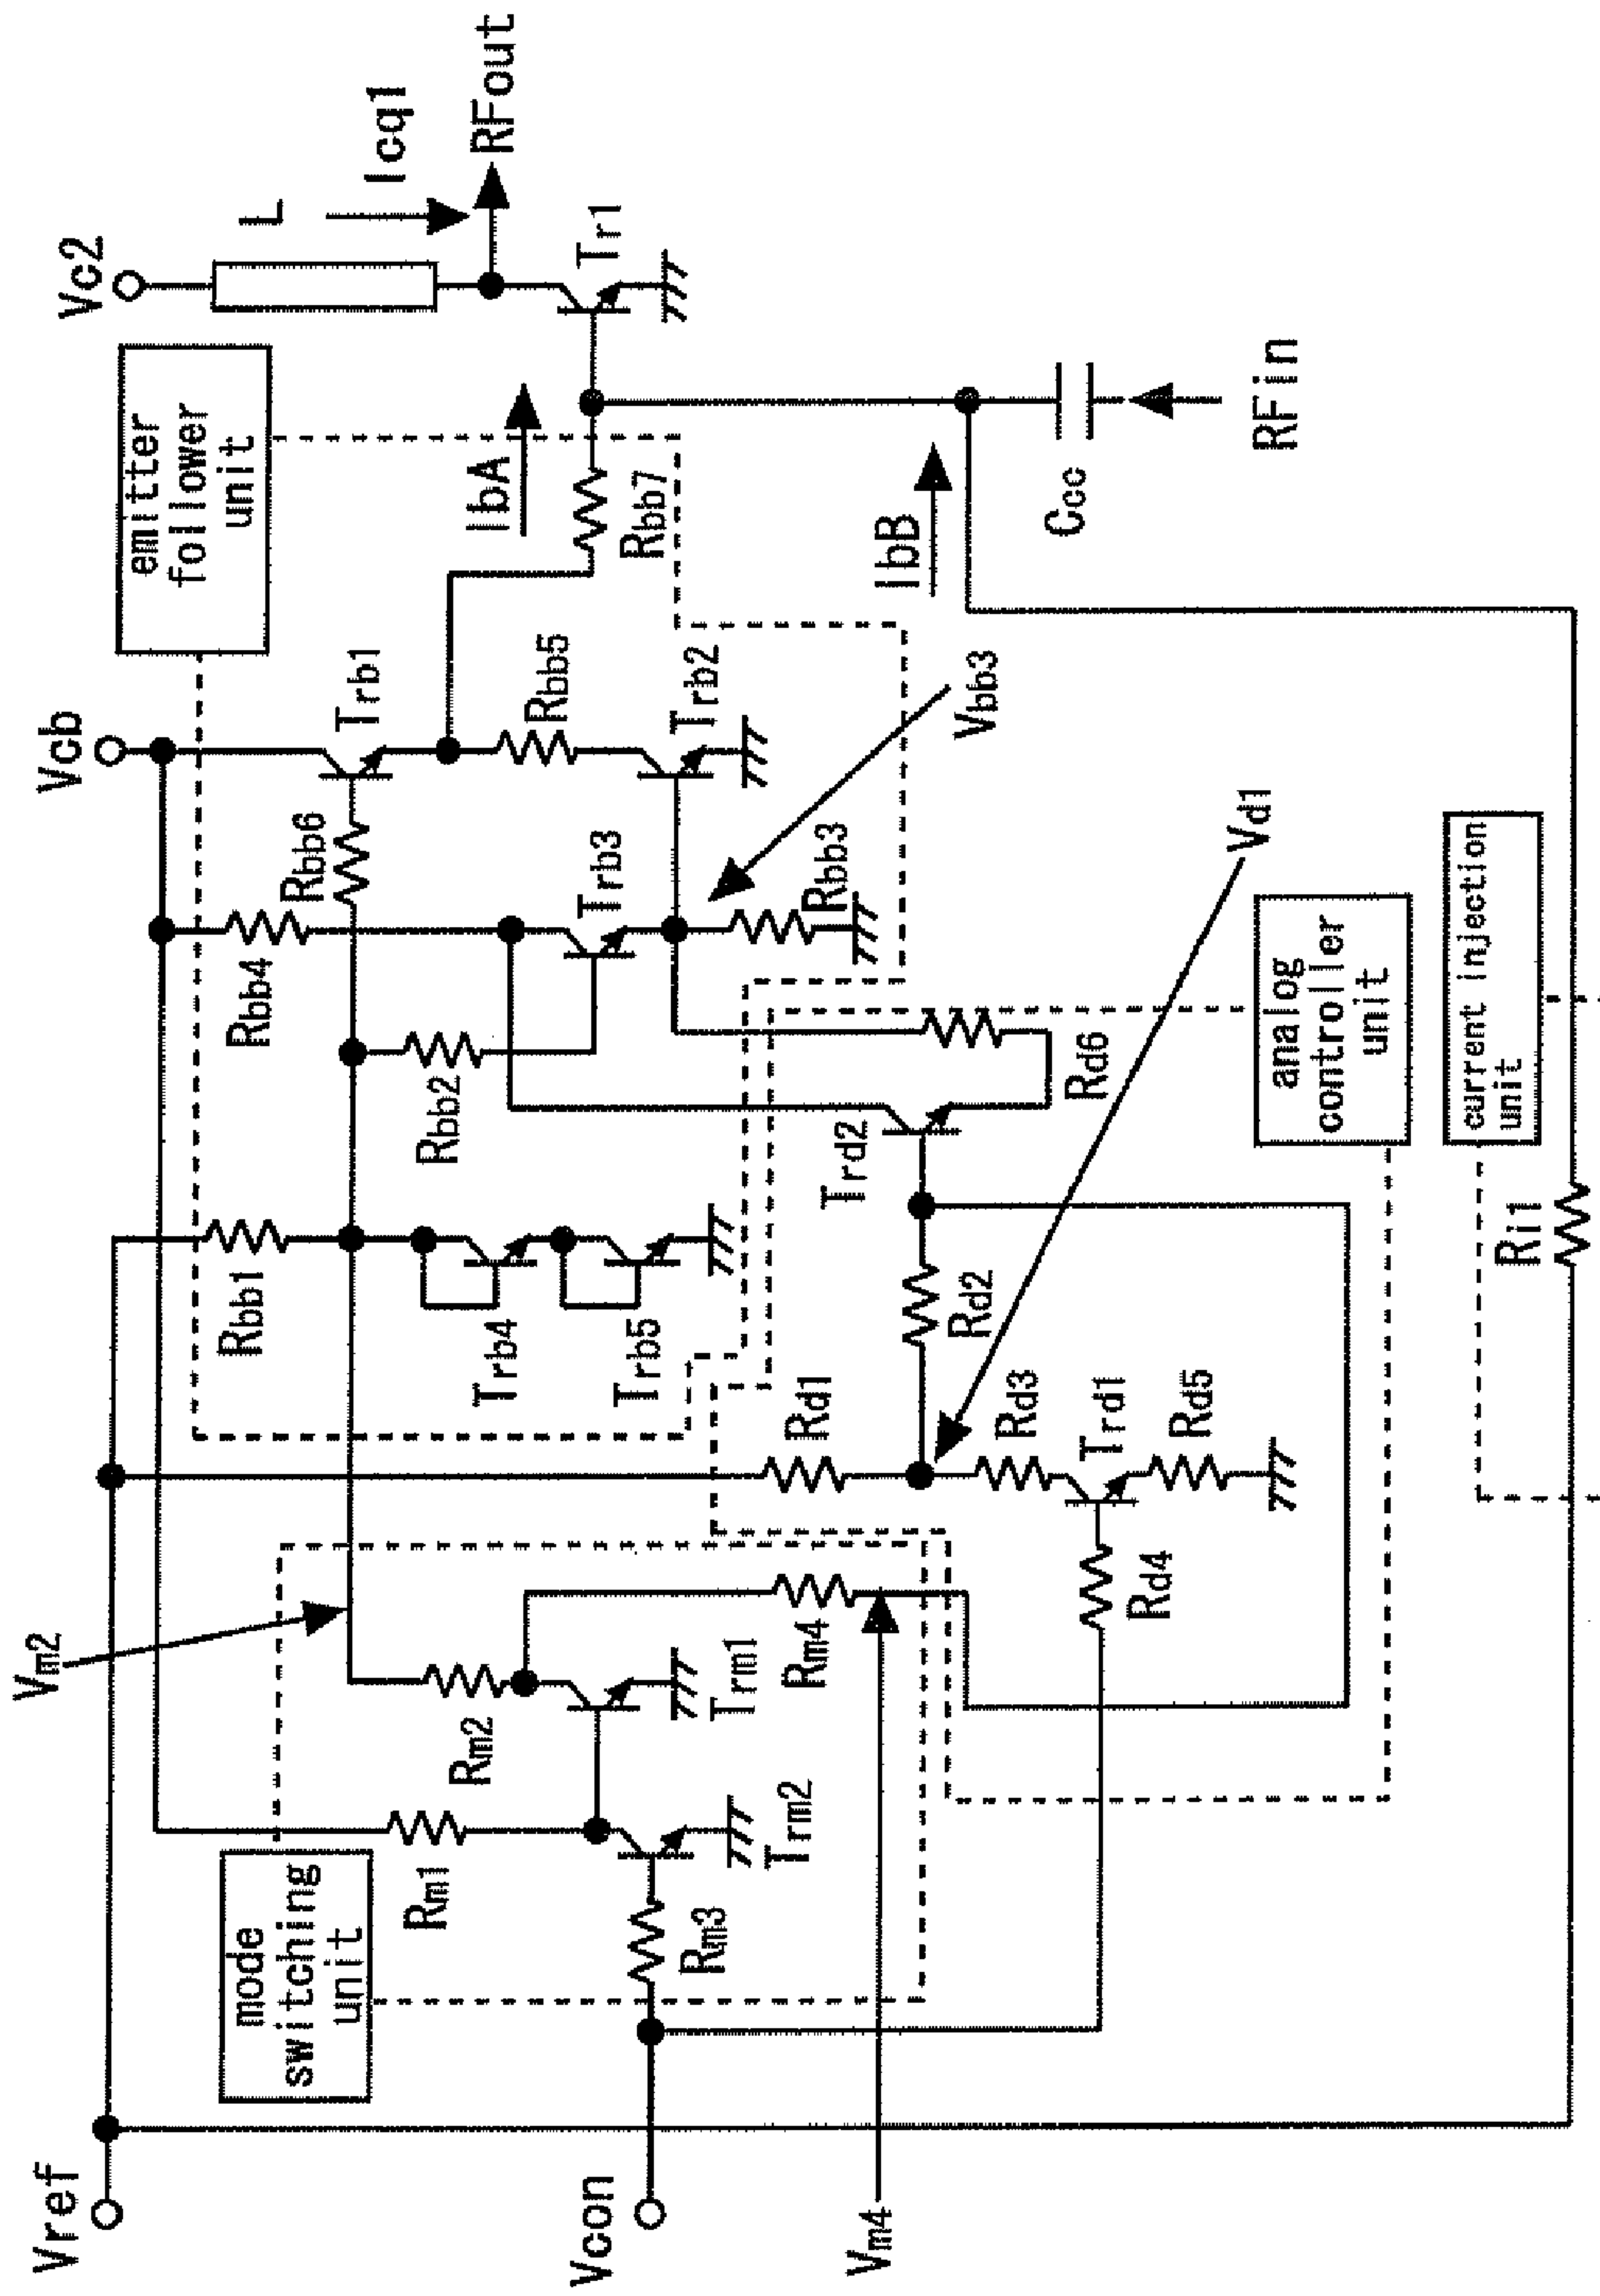 Vref
Vcon
Vm4
Vm2
mode
switching
unit
Rm1
Rm2
Rm3
Rm4
Trm1
Trm2
Vcb
Vc2
emitter
follower
unit
Rbb1
Rbb2
Rbb3
Rbb4
Rbb5
Rbb6
Rbb7
Trb1
Trb2
Trb3
Trb4
Trb5
Vbb3
IbA
IbB
L
Icq1
RFout
Tr1
Ccc
RFin
Rd1
Rd2
Rd3
Rd4
Rd5
Rd6
Trd1
Trd2
Vd1
analog
controller
unit
current injection
unit
Ri1